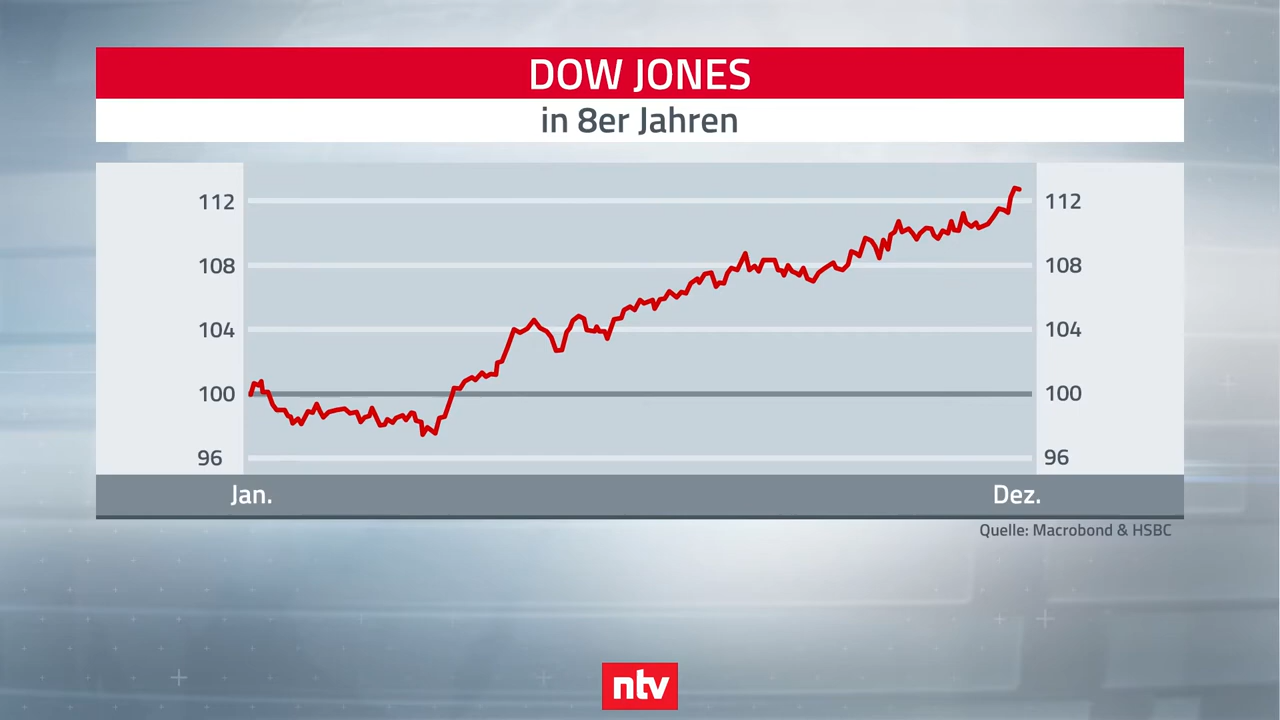 DOW JONES
in 8er Jahren
112 112
108 108
104 104
100 100
96 96
Jan. Dez.
Quelle: Macrobond & HSBC
ntv